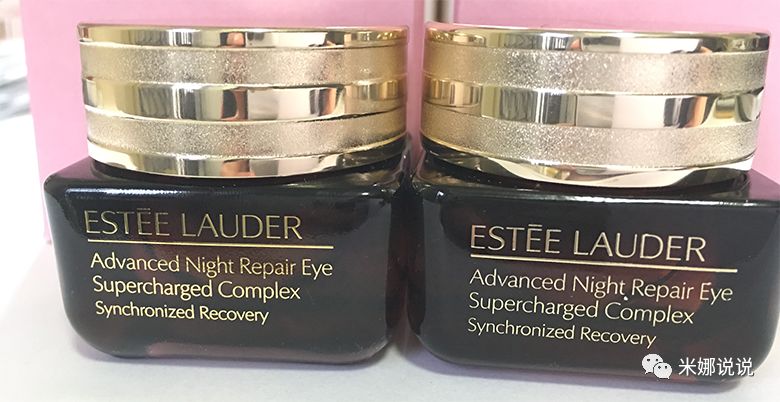 ESTĒE LAUDER
Advanced Night Repair Eye
Supercharged Complex
Synchronized Recovery
ESTĒE LAUDER
Advanced Night Repair Eye
Supercharged Complex
Synchronized Recovery
米娜说说